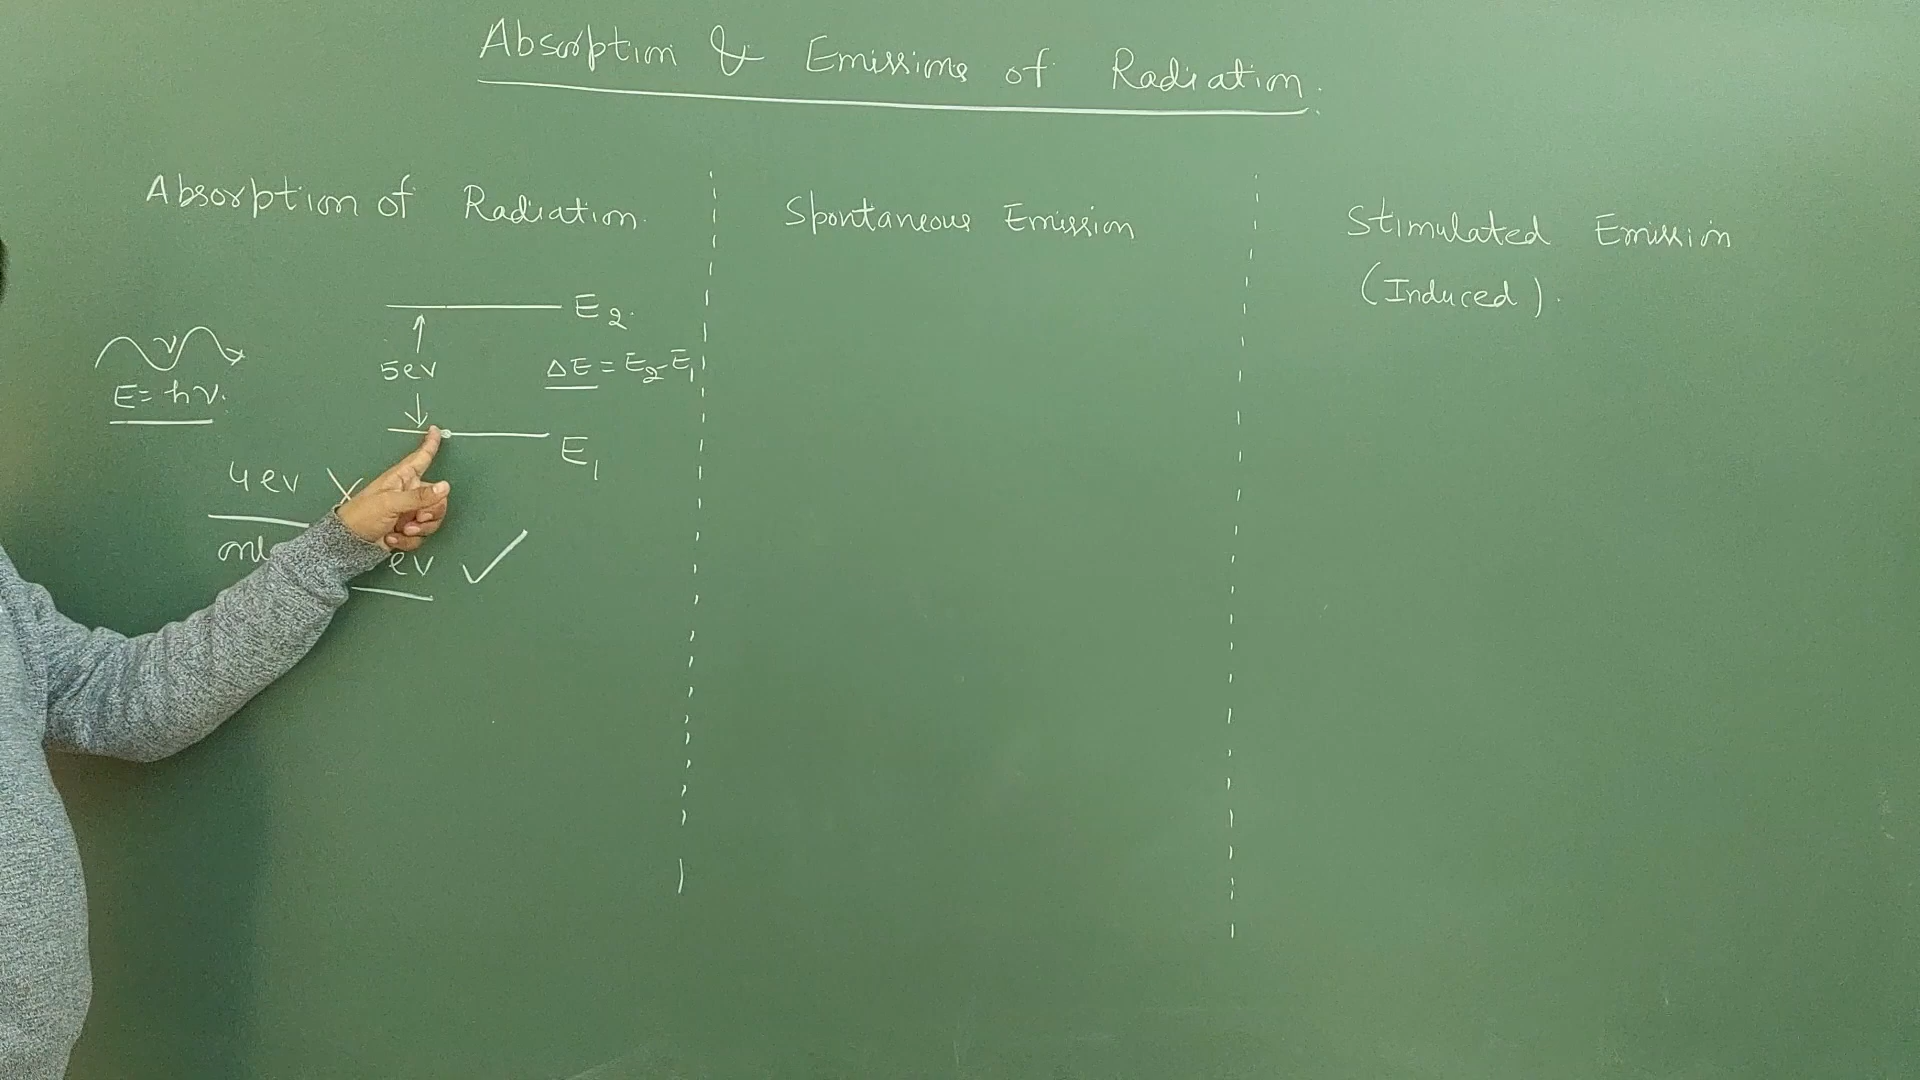 Absorption & Emissions of Radiation.
Absorption of Radiation.
Spontaneous Emission
Stimulated Emission
(Induced).
E2.
ν
5ev
ΔE = E2-E1
E = hν.
E1
4ev X
ev ✓